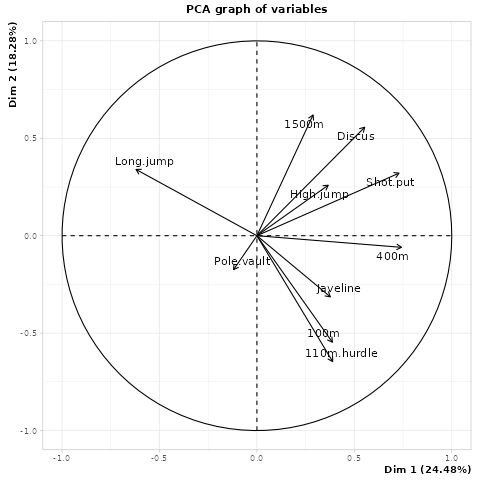 PCA graph of variables
Dim 2 (18.28%)
1.0
0.5
0.0
-0.5
-1.0
1500m
Discus
Long.jump
Shot.put
High.jump
400m
Pole.vault
Javeline
100m
110m.hurdle
-1.0
-0.5
0.0
0.5
1.0
Dim 1 (24.48%)